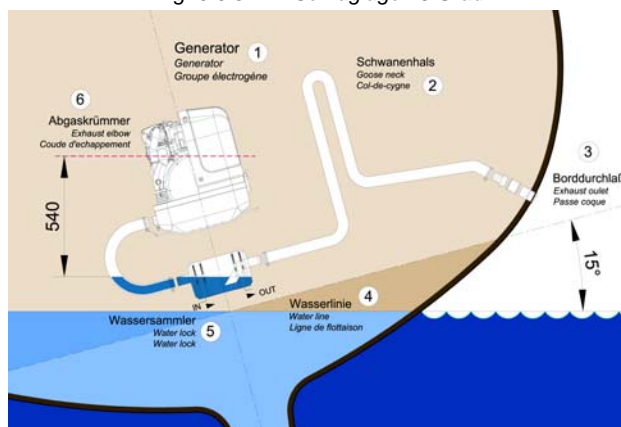 Generator 1
Generator
Groupe électrogéne
Schwanenhals
Goose neck
Col-de-cygne 2
6
Abgaskrümmer
Exhaust elbow
Coude d'echappement
3
Borddurchlaß
Exhaust oulet
Passe coque
540
15°
IN
OUT
Wasserlinie 4
Water line
Ligne de flottaison
Wassersammler
Water lock 5
Water lock